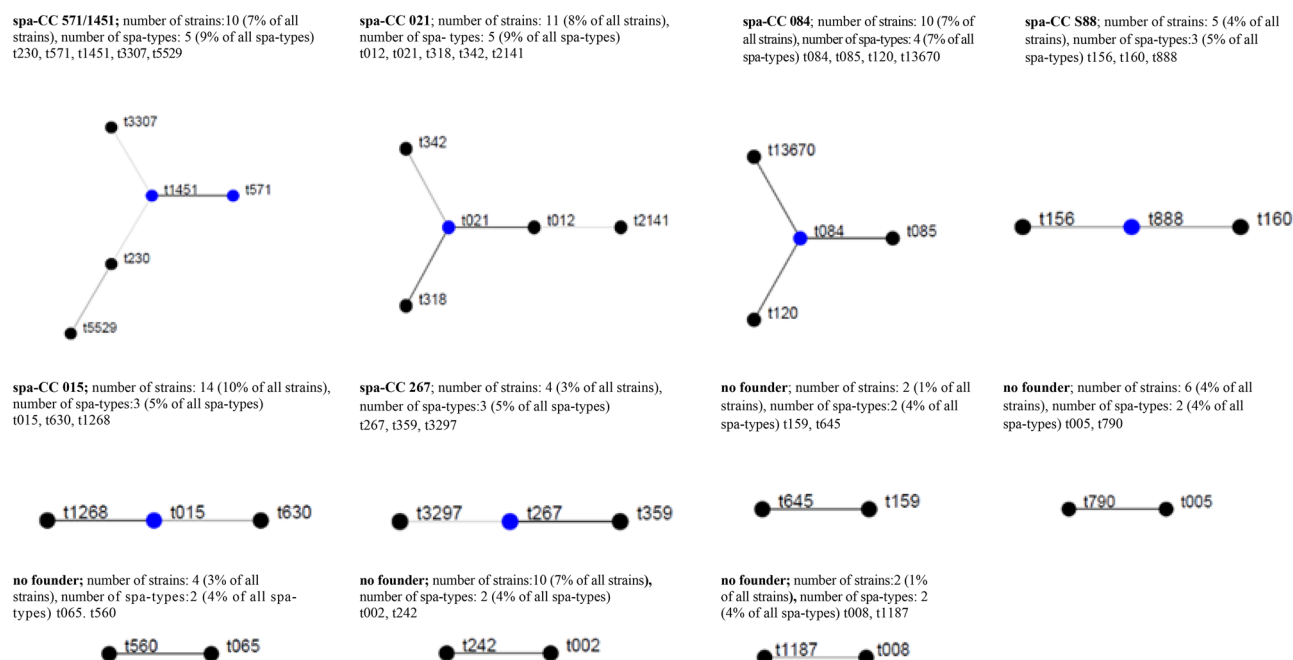 spa-CC 571/1451; number of strains:10 (7% of all
strains), number of spa-types: 5 (9% of all spa-types)
t230, t571, t1451, t3307, t5529
t3307
t1451
t571
t230
t5529
spa-CC 021; number of strains: 11 (8% of all strains),
number of spa- types: 5 (9% of all spa-types)
t012, t021, t318, t342, t2141
t342
t021
t012
t2141
t318
spa-CC 084; number of strains: 10 (7% of
all strains), number of spa-types: 4 (7% of all
spa-types) t084, t085, t120, t13670
t13670
t084
t085
t120
spa-CC S88; number of strains: 5 (4% of all
strains), number of spa-types:3 (5% of all
spa-types) t156, t160, t888
t156
t888
t160
spa-CC 015; number of strains: 14 (10% of all strains),
number of spa-types:3 (5% of all spa-types)
t015, t630, t1268
t1268
t015
t630
spa-CC 267; number of strains: 4 (3% of all strains),
number of spa-types:3 (5% of all spa-types)
t267, t359, t3297
t3297
t267
t359
no founder; number of strains: 2 (1% of all
strains), number of spa-types:2 (4% of all
spa-types) t159, t645
t645
t159
no founder; number of strains: 6 (4% of all
strains), number of spa-types: 2 (4% of all
spa-types) t005, t790
t790
t005
no founder; number of strains: 4 (3% of all
strains), number of spa-types:2 (4% of all spa-
types) t065. t560
t560
t065
no founder; number of strains:10 (7% of all strains),
number of spa-types: 2 (4% of all spa-types)
t002, t242
t242
t002
no founder; number of strains:2 (1%
of all strains), number of spa-types: 2
(4% of all spa-types) t008, t1187
t1187
t008